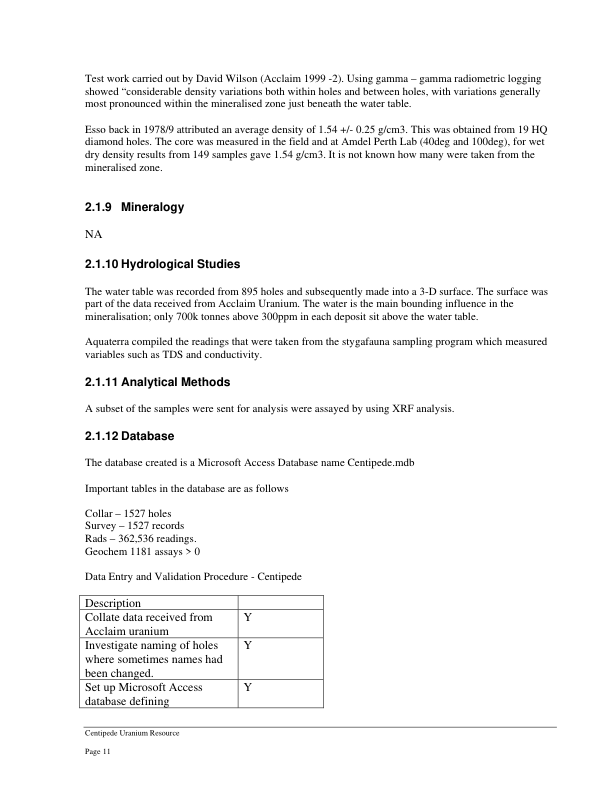 Test work carried out by David Wilson (Acclaim 1999 -2). Using gamma – gamma radiometric logging
showed “considerable density variations both within holes and between holes, with variations generally
most pronounced within the mineralised zone just beneath the water table.
Esso back in 1978/9 attributed an average density of 1.54 +/- 0.25 g/cm3. This was obtained from 19 HQ
diamond holes. The core was measured in the field and at Amdel Perth Lab (40deg and 100deg), for wet
dry density results from 149 samples gave 1.54 g/cm3. It is not known how many were taken from the
mineralised zone.
2.1.9 Mineralogy
NA
2.1.10 Hydrological Studies
The water table was recorded from 895 holes and subsequently made into a 3-D surface. The surface was
part of the data received from Acclaim Uranium. The water is the main bounding influence in the
mineralisation; only 700k tonnes above 300ppm in each deposit sit above the water table.
Aquaterra compiled the readings that were taken from the stygafauna sampling program which measured
variables such as TDS and conductivity.
2.1.11 Analytical Methods
A subset of the samples were sent for analysis were assayed by using XRF analysis.
2.1.12 Database
The database created is a Microsoft Access Database name Centipede.mdb
Important tables in the database are as follows
Collar – 1527 holes
Survey – 1527 records
Rads – 362,536 readings.
Geochem 1181 assays > 0
Data Entry and Validation Procedure - Centipede
Description
Collate data received from Y
Acclaim uranium
Investigate naming of holes Y
where sometimes names had
been changed.
Set up Microsoft Access Y
database defining
Centipede Uranium Resource
Page 11